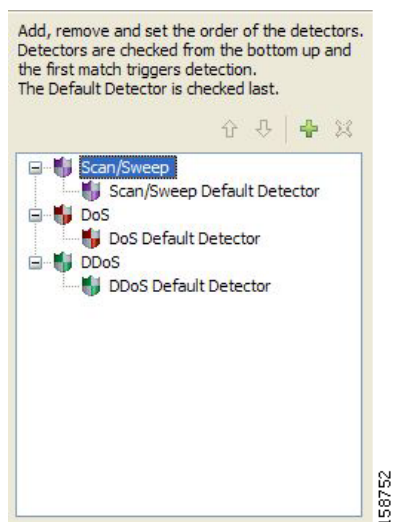 Add, remove and set the order of the detectors.
Detectors are checked from the bottom up and
the first match triggers detection.
The Default Detector is checked last.
Scan/Sweep
Scan/Sweep Default Detector
DoS
DoS Default Detector
DDoS
DDoS Default Detector
158752